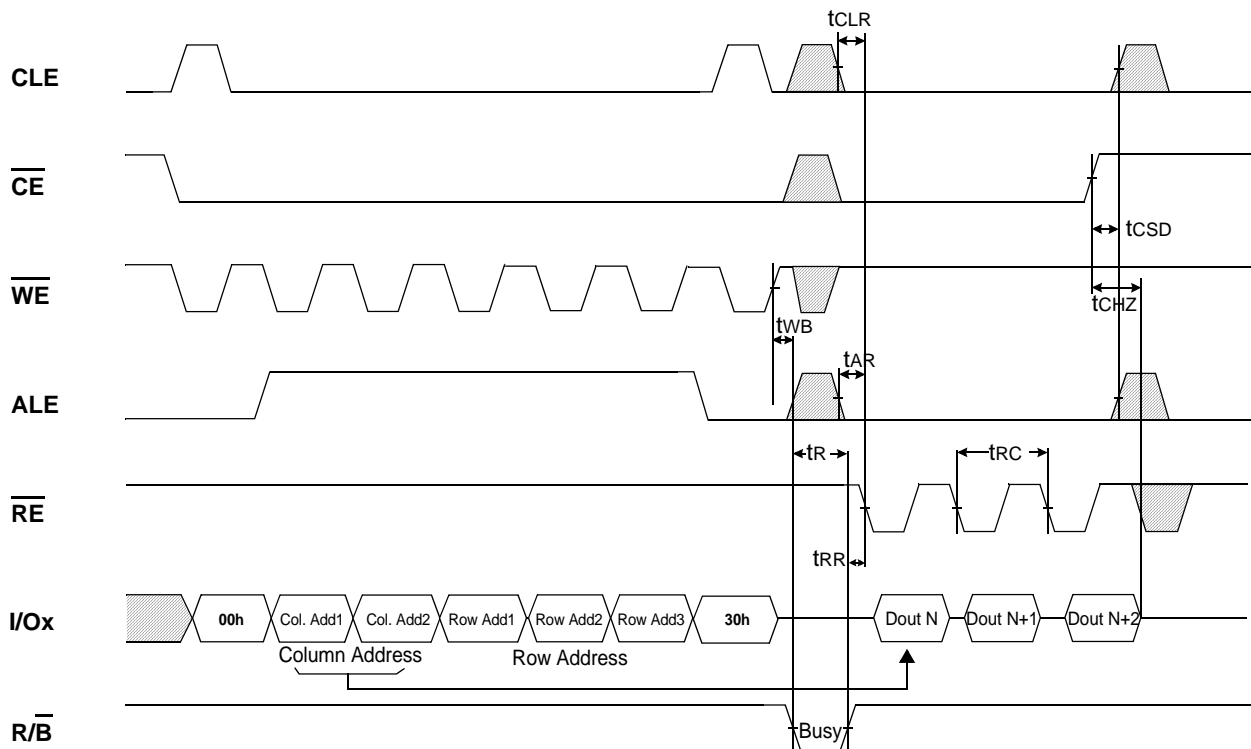 tCLR
CLE
CE
tCSD
WE
tCHZ
tWB
tAR
ALE
tR
tRC
RE
tRR
I/Ox
00h
Col. Add1
Col. Add2
Row Add1
Row Add2
Row Add3
30h
Dout N
Dout N+1
Dout N+2
Column Address
Row Address
R/B
Busy